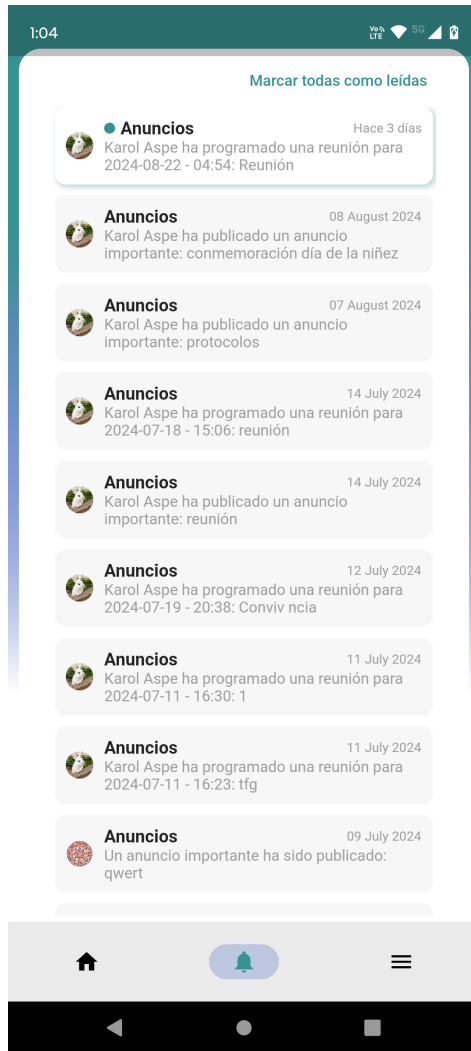 1:04
Vo LTE 5G
Marcar todas como leídas
Anuncios Hace 3 días
Karol Aspe ha programado una reunión para
2024-08-22 - 04:54: Reunión
Anuncios 08 August 2024
Karol Aspe ha publicado un anuncio
importante: conmemoración día de la niñez
Anuncios 07 August 2024
Karol Aspe ha publicado un anuncio
importante: protocolos
Anuncios 14 July 2024
Karol Aspe ha programado una reunión para
2024-07-18 - 15:06: reunión
Anuncios 14 July 2024
Karol Aspe ha publicado un anuncio
importante: reunión
Anuncios 12 July 2024
Karol Aspe ha programado una reunión para
2024-07-19 - 20:38: Conviv ncia
Anuncios 11 July 2024
Karol Aspe ha programado una reunión para
2024-07-11 - 16:30: 1
Anuncios 11 July 2024
Karol Aspe ha programado una reunión para
2024-07-11 - 16:23: tfg
Anuncios 09 July 2024
Un anuncio importante ha sido publicado:
qwert